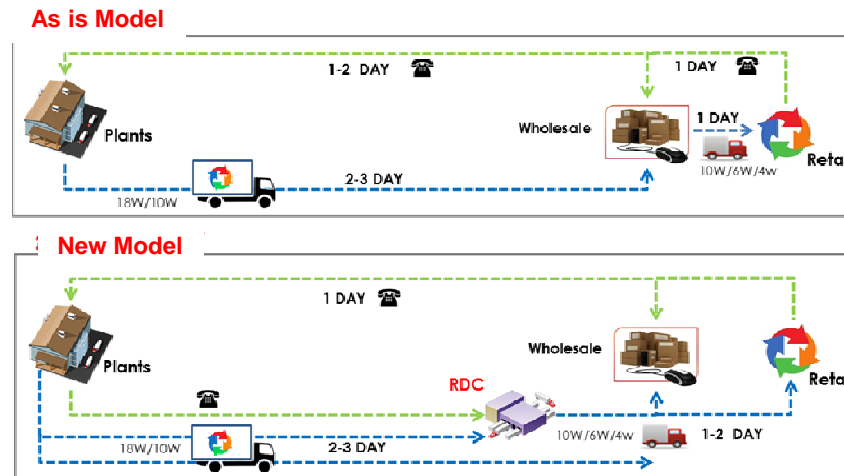 As is Model
1-2 DAY
1 DAY
Plants
Wholesale
1 DAY
Reta
10W/6W/4w
2-3 DAY
18W/10W
New Model
1 DAY
Plants
Wholesale
Reta
RDC
10W/6W/4w
1-2 DAY
18W/10W
2-3 DAY